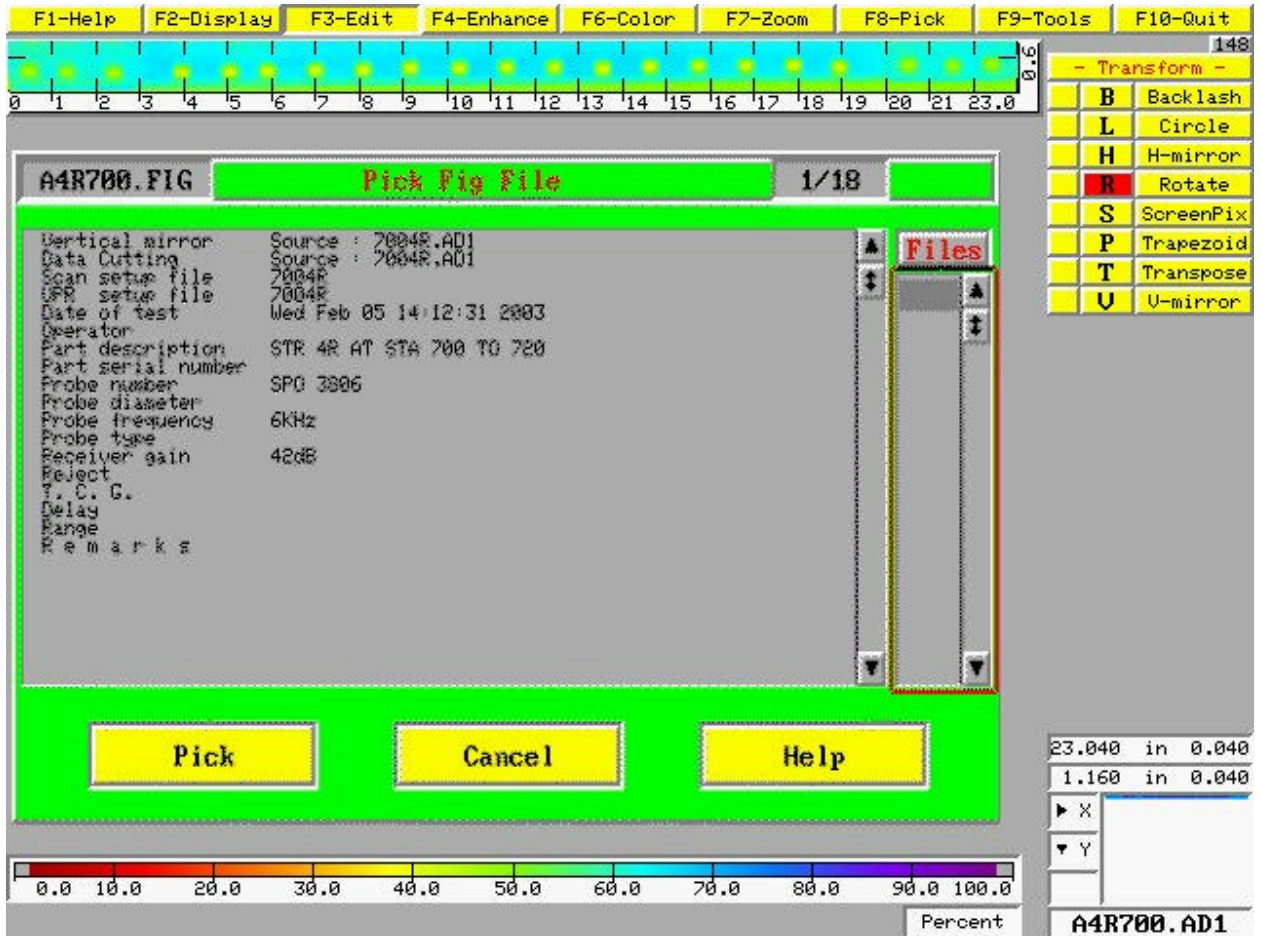 F1-Help F2-Display F3-Edit F4-Enhance F6-Color F7-Zoom F8-Pick F9-Tools F10-Quit
148
0.6
0 1 2 3 4 5 6 7 8 9 10 11 12 13 14 15 16 17 18 19 20 21 23.0
- Transform -
B Backlash
L Circle
H H-mirror
R Rotate
S ScreenPix
P Trapezoid
T Transpose
V V-mirror
A4R700.FIG Pick Fig File 1/18
Files
Vertical mirror Source : 7004R.AD1
Data Cutting Source : 7004R.AD1
Scan setup file 7004R
UPR setup file 7004R
Date of test Wed Feb 05 14:12:31 2003
Operator
Part description STR 4R AT STA 700 TO 720
Part serial number
Probe number SPO 3806
Probe diameter
Probe frequency 6KHz
Probe type
Receiver gain 42dB
Reject
T. C. G.
Delay
Range
R e m a r k s
Pick Cancel Help
23.040 in 0.040
1.160 in 0.040
X
Y
0.0 10.0 20.0 30.0 40.0 50.0 60.0 70.0 80.0 90.0 100.0
Percent
A4R700.AD1